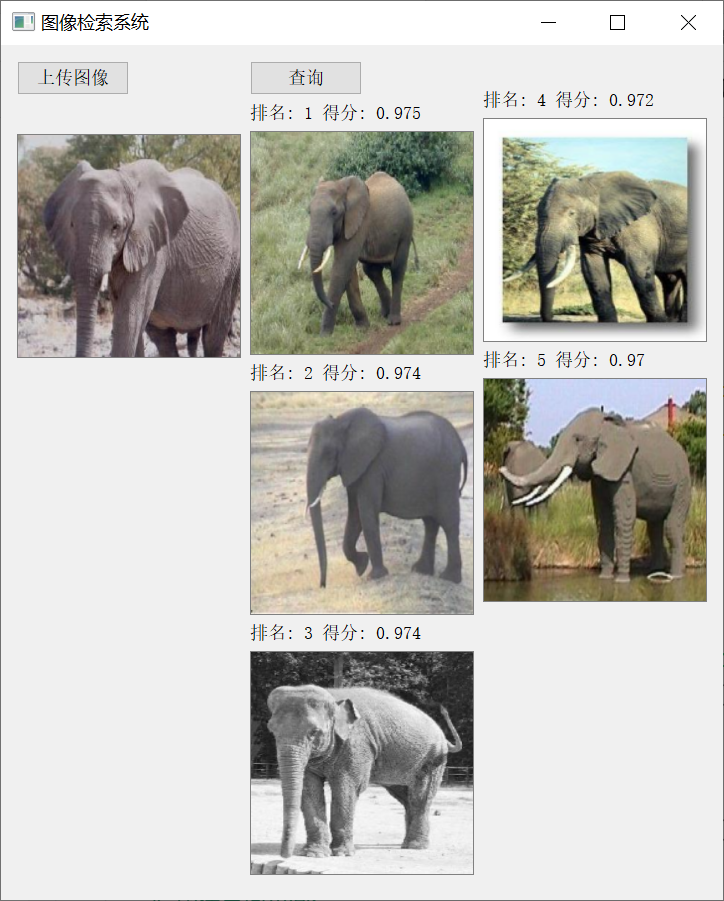 图像检索系统
上传图像
查询
排名: 1 得分: 0.975
排名: 2 得分: 0.974
排名: 3 得分: 0.974
排名: 4 得分: 0.972
排名: 5 得分: 0.97